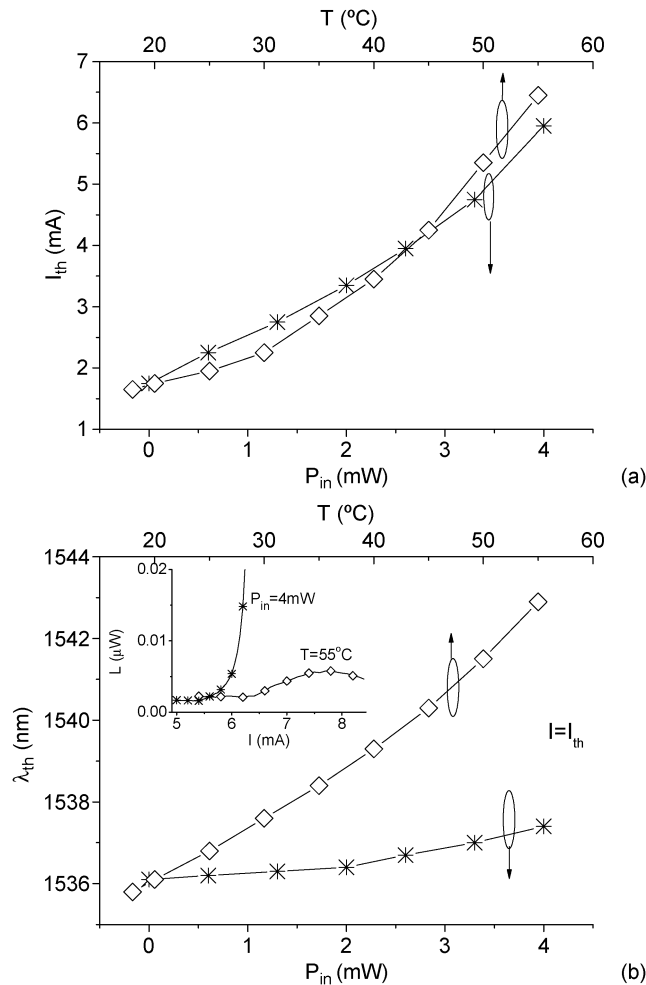 T (ºC)
20 30 40 50 60
7
6
5
4
3
2
1
I_th (mA)
0 1 2 3 4
P_in (mW)
(a)
T (ºC)
20 30 40 50 60
1544
1542
1540
1538
1536
λ_th (nm)
0.02
0.01
0.00
L (µW)
P_in=4mW
T=55°C
5 6 7 8
I (mA)
I=I_th
0 1 2 3 4
P_in (mW)
(b)